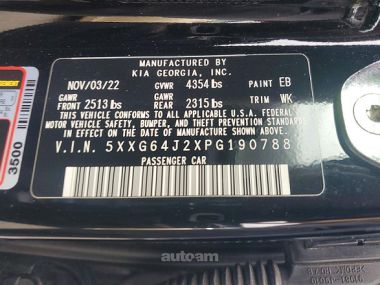 MANUFACTURED BY
KIA GEORGIA, INC.
NOV/03/22 GVWR 4354 lbs PAINT EB
GAWR GAWR
FRONT 2513 lbs REAR 2315 lbs TRIM WK
THIS VEHICLE CONFORMS TO ALL APPLICABLE U.S.A. FEDERAL
MOTOR VEHICLE SAFETY, BUMPER, AND THEFT PREVENTION
STANDARDS IN EFFECT ON THE DATE OF MANUFACTURE
SHOWN ABOVE.
V.I.N. 5XXG64J2XPG190788
PASSENGER CAR
3500
autoam